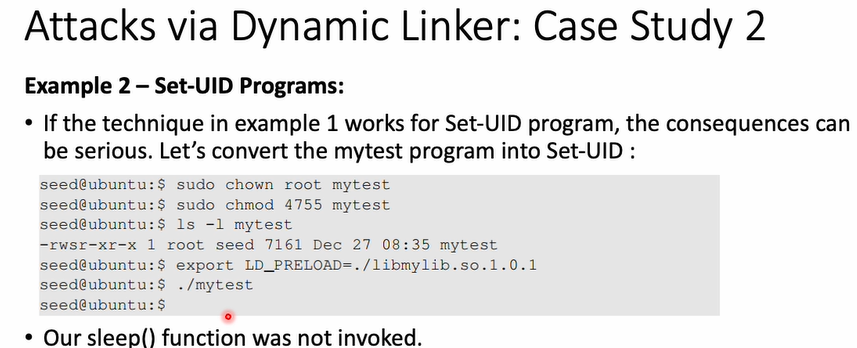 Attacks via Dynamic Linker: Case Study 2
Example 2 – Set-UID Programs:
• If the technique in example 1 works for Set-UID program, the consequences can
be serious. Let’s convert the mytest program into Set-UID :
seed@ubuntu:$ sudo chown root mytest
seed@ubuntu:$ sudo chmod 4755 mytest
seed@ubuntu:$ ls -l mytest
-rwsr-xr-x 1 root seed 7161 Dec 27 08:35 mytest
seed@ubuntu:$ export LD_PRELOAD=./libmylib.so.1.0.1
seed@ubuntu:$ ./mytest
seed@ubuntu:$
• Our sleep() function was not invoked.